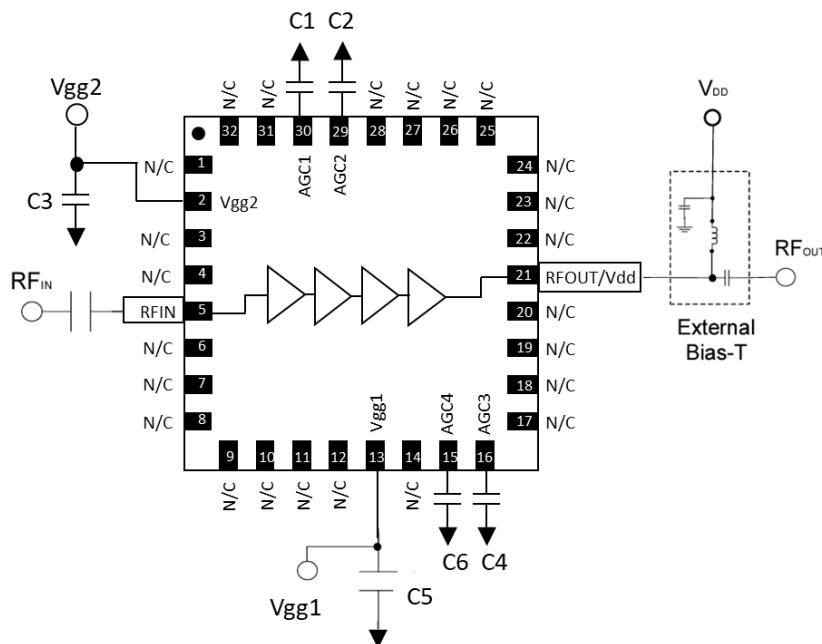 C1 C2
Vgg2
VDD
N/C N/C N/C N/C N/C N/C
32 31 30 29 28 27 26 25
AGC1 AGC2
N/C 1 24 N/C
C3 2 Vgg2 23 N/C
N/C 3 22 N/C
N/C 4 21 RFOUT/Vdd
RFIN RFOUT
RFIN 5 20 N/C
N/C 6 19 N/C
N/C 7 18 N/C
N/C 8 17 N/C
External
Bias-T
Vgg1 AGC4 AGC3
9 10 11 12 13 14 15 16
N/C N/C N/C N/C N/C
C6 C4
Vgg1 C5